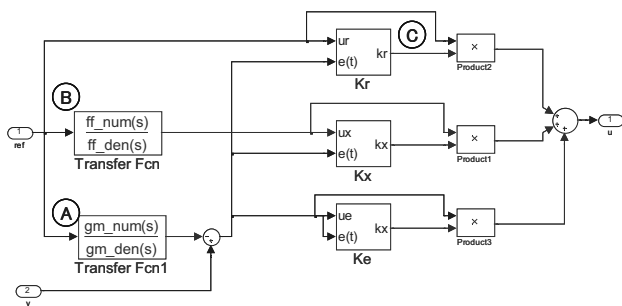 C
ur
e(t)
kr
Kr
×
Product2
B
1
ref
ff_num(s)
ff_den(s)
Transfer Fcn
ux
e(t)
kx
Kx
×
Product1
+
+
+
1
u
A
gm_num(s)
gm_den(s)
Transfer Fcn1
-
+
ue
e(t)
kx
Ke
×
Product3
2
y